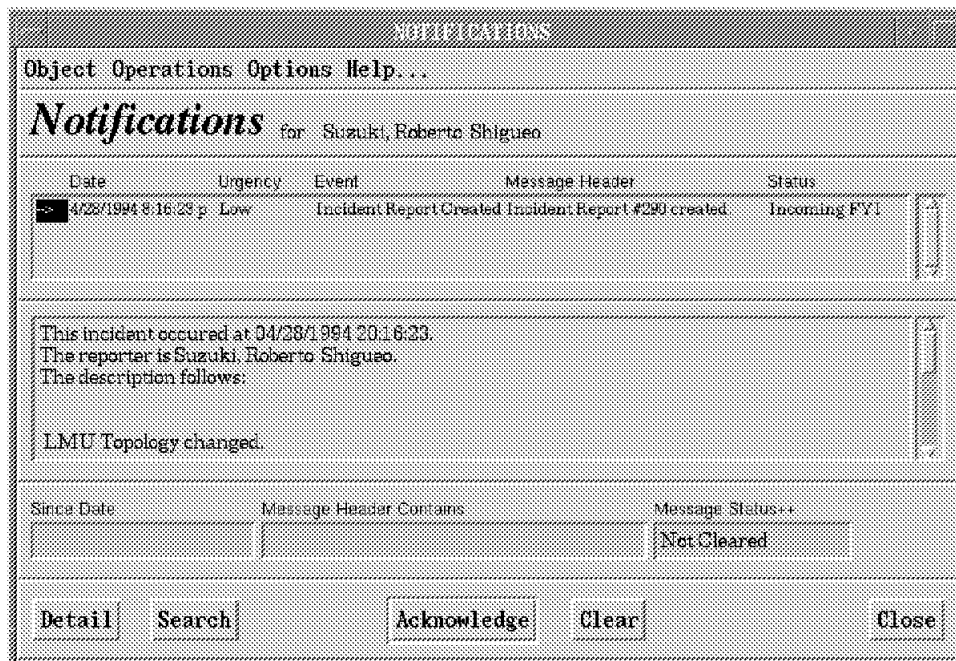 NOTIFICATIONS
Object Operations Options Help...
Notifications for Suzuki, Roberto Shigueo
Date Urgency Event Message Header Status
=> 4/28/1994 8:16:23 p Low Incident Report Created Incident Report #290 created Incoming FYI
This incident occured at 04/28/1994 20:16:23.
The reporter is Suzuki, Roberto Shigueo.
The description follows:
LMU Topology changed.
Since Date Message Header Contains Message Status++
Not Cleared
Detail Search Acknowledge Clear Close